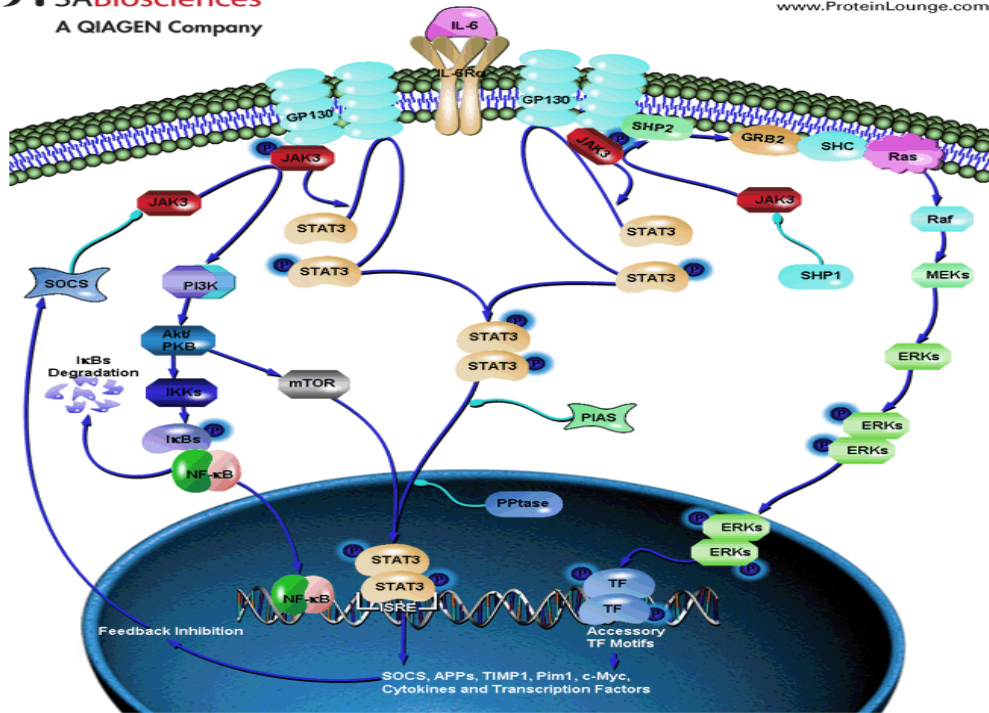 SABiosciences
A QIAGEN Company
www.ProteinLounge.com
IL-6
IL-6Rα
GP130
GP130
SHP2
GRB2
SHC
Ras
P
JAK3
P
JAK3
JAK3
JAK3
STAT3
STAT3
Raf
P
STAT3
STAT3
P
SOCS
PI3K
SHP1
MEKs
P
STAT3
STAT3
P
Akt/
PKB
IκBs
Degradation
mTOR
ERKs
IKKs
PIAS
P
ERKs
P
ERKs
IκBs
P
NF-κB
PPtase
P
ERKs
ERKs
P
P
STAT3
STAT3
P
ISRE
NF-κB
P
TF
TF
P
Accessory
TF Motifs
Feedback Inhibition
SOCS, APPs, TIMP1, Pim1, c-Myc,
Cytokines and Transcription Factors